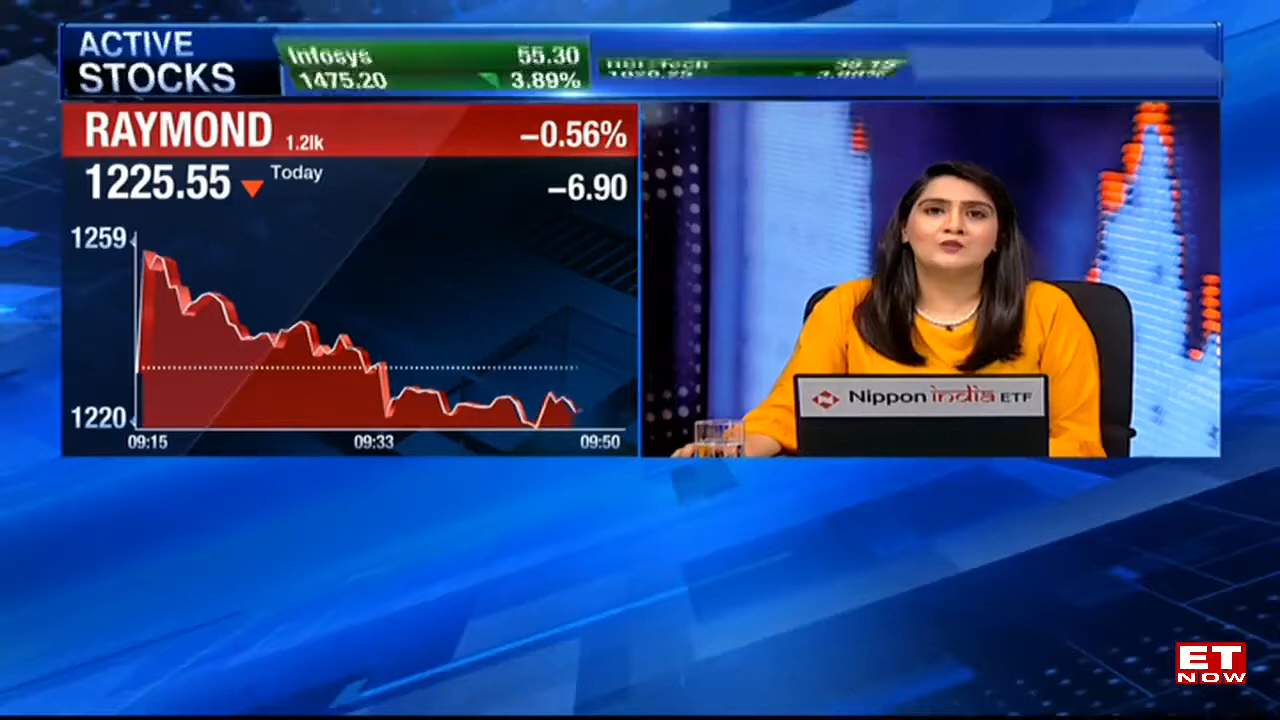 ACTIVE
STOCKS
Infosys 55.30
1475.20 3.89%
RAYMOND 1.2lk −0.56%
1225.55 Today −6.90
1259
1220
09:15 09:33 09:50
Nippon india ETF
ET
NOW